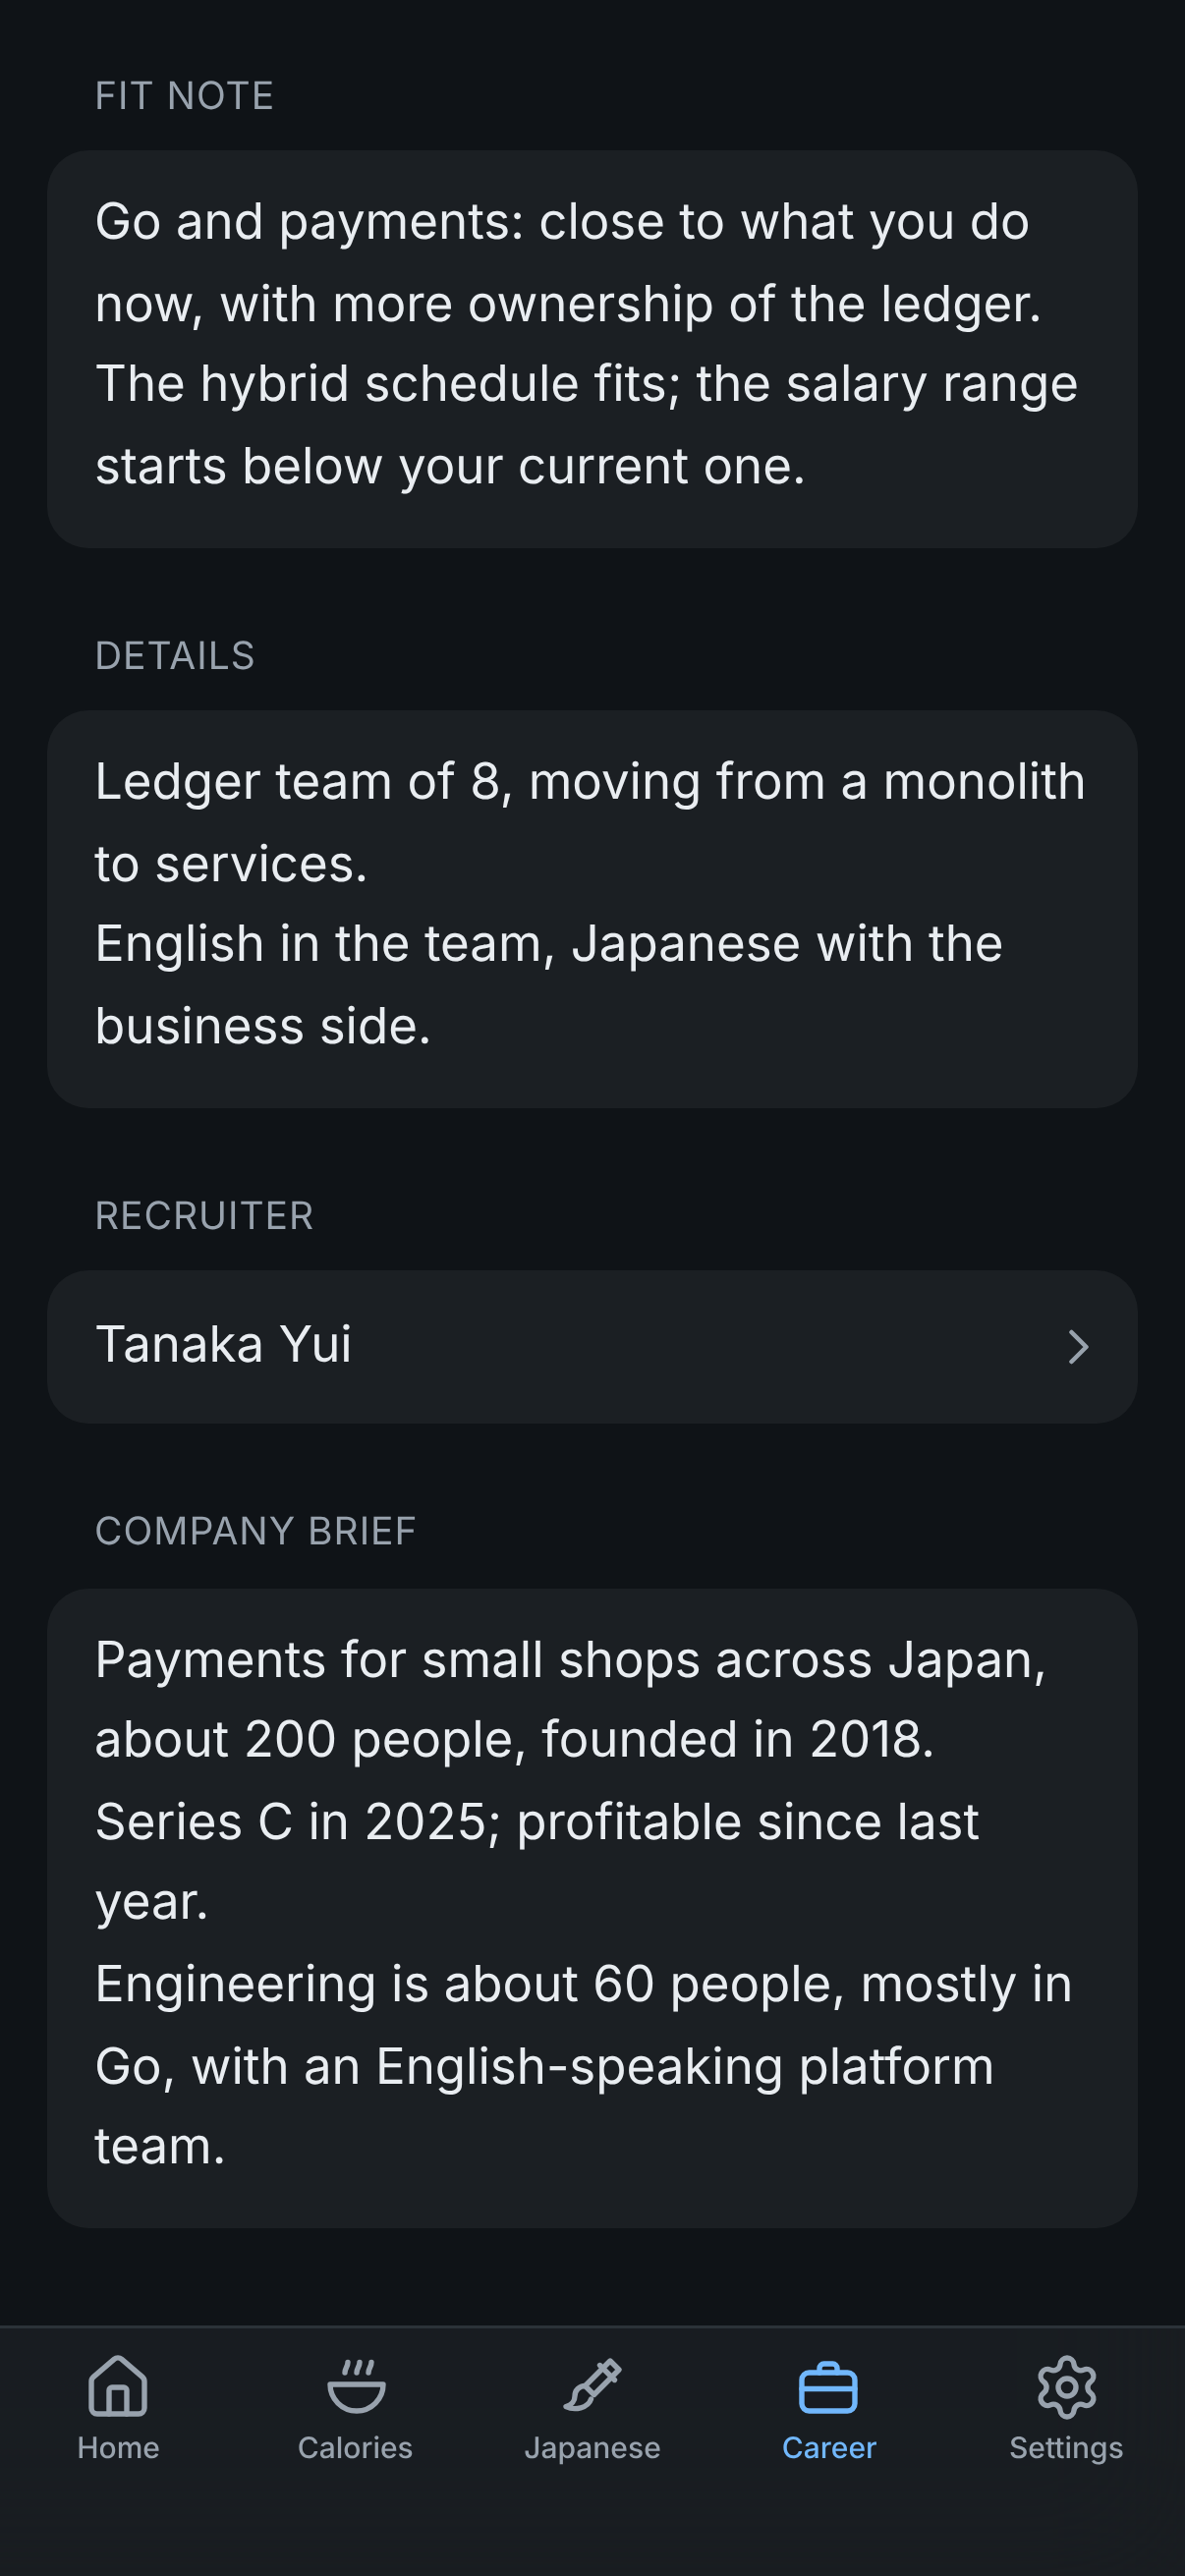 FIT NOTE
Go and payments: close to what you do
now, with more ownership of the ledger.
The hybrid schedule fits; the salary range
starts below your current one.
DETAILS
Ledger team of 8, moving from a monolith
to services.
English in the team, Japanese with the
business side.
RECRUITER
Tanaka Yui
COMPANY BRIEF
Payments for small shops across Japan,
about 200 people, founded in 2018.
Series C in 2025; profitable since last
year.
Engineering is about 60 people, mostly in
Go, with an English-speaking platform
team.
Home
Calories
Japanese
Career
Settings